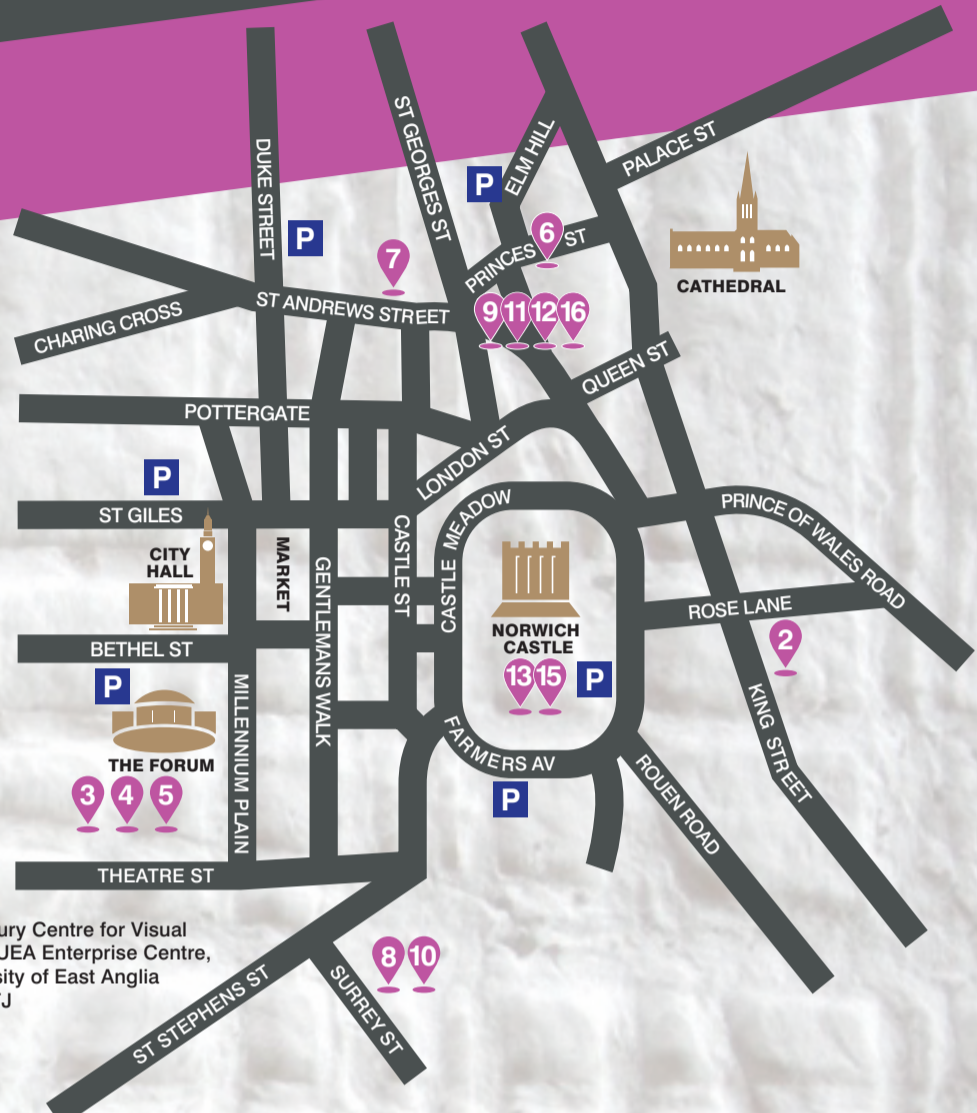 DUKE STREET
ST GEORGES ST
ELM HILL
PALACE ST
P
P
6
PRINCES ST
7
CATHEDRAL
ST ANDREWS STREET
9 11 12 16
CHARING CROSS
QUEEN ST
POTTERGATE
LONDON ST
P
ST GILES
CASTLE MEADOW
PRINCE OF WALES ROAD
CITY
HALL
MARKET
GENTLEMANS WALK
CASTLE ST
ROSE LANE
NORWICH
CASTLE
2
BETHEL ST
13 15
P
P
MILLENNIUM PLAIN
KING STREET
FARMERS AV
THE FORUM
ROUEN ROAD
3 4 5
P
THEATRE ST
ury Centre for Visual
UEA Enterprise Centre,
sity of East Anglia
8 10
ST STEPHENS ST
SURREY ST